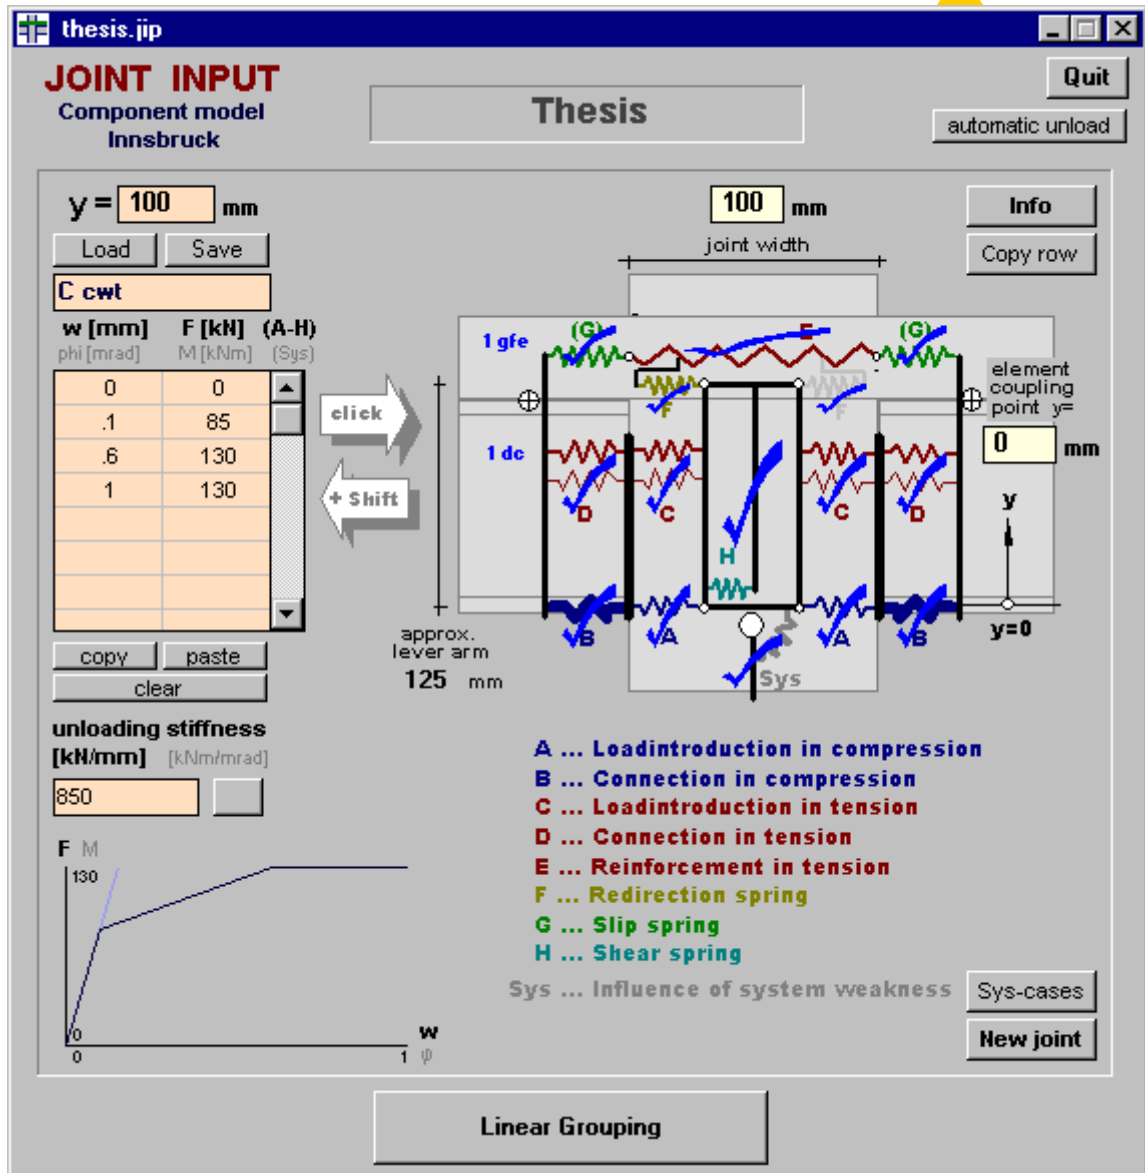 thesis.jip
JOINT INPUT
Component model
Innsbruck
Thesis
Quit
automatic unload
y = 100 mm
Load Save
C cwt
w [mm] F [kN] (A-H)
phi [mrad] M [kNm] (Sys)
0 0
.1 85
.6 130
1 130
copy paste
clear
unloading stiffness
[kN/mm] [kNm/mrad]
850
F M
130
0
0 1
w
φ
click
+ Shift
100 mm
joint width
Info
Copy row
1 gfe
(G) E (G)
F F
element
coupling
point y=
0 mm
1 dc
D C C D
H
y
B A A B
y=0
Sys
approx.
lever arm
125 mm
A ... Loadintroduction in compression
B ... Connection in compression
C ... Loadintroduction in tension
D ... Connection in tension
E ... Reinforcement in tension
F ... Redirection spring
G ... Slip spring
H ... Shear spring
Sys ... Influence of system weakness
Sys-cases
New joint
Linear Grouping